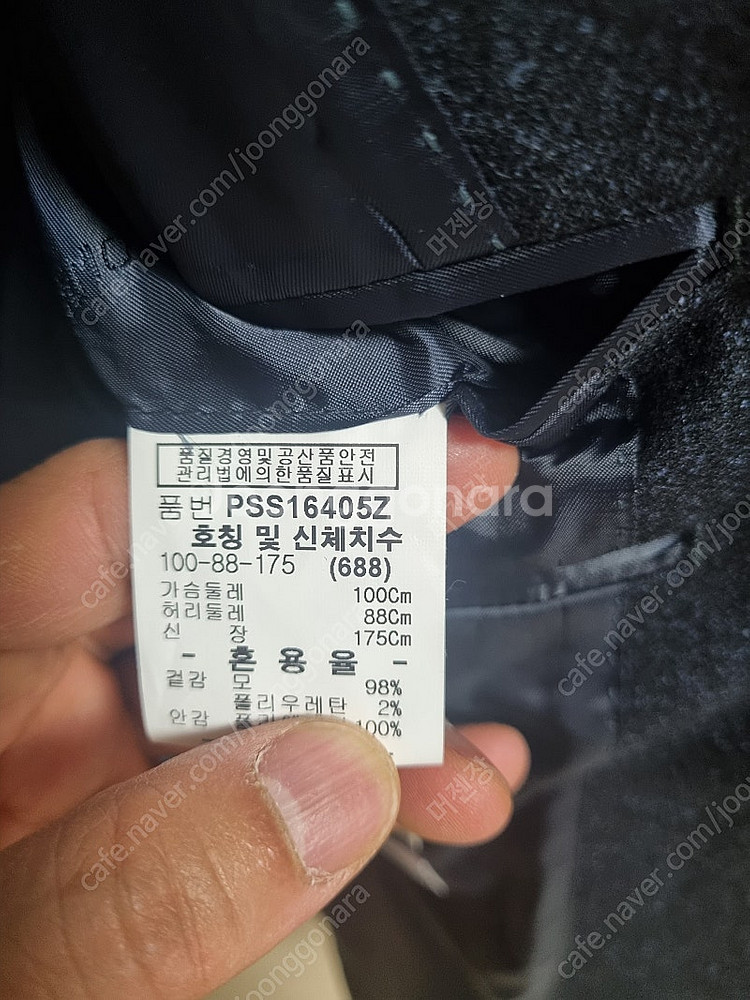 품질경영및공산품안전
관리법에의한품질표시
품번 PSS16405Z
호칭 및 신체치수
100-88-175 (688)
가슴둘레 100Cm
허리둘레 88Cm
신 장 175Cm
- 혼 용 율 -
겉감 모 98%
폴리우레탄 2%
안감 100%
cafe.naver.com/joonggonara
머젠장